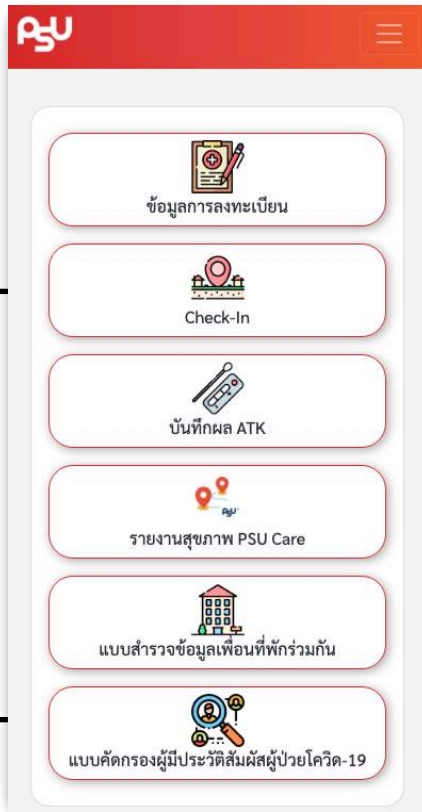 PSU
ข้อมูลการลงทะเบียน
Check-In
บันทึกผล ATK
PSU
รายงานสุขภาพ PSU Care
แบบสำรวจข้อมูลเพื่อนที่พักร่วมกัน
แบบคัดกรองผู้มีประวัติสัมผัสผู้ป่วยโควิด-19